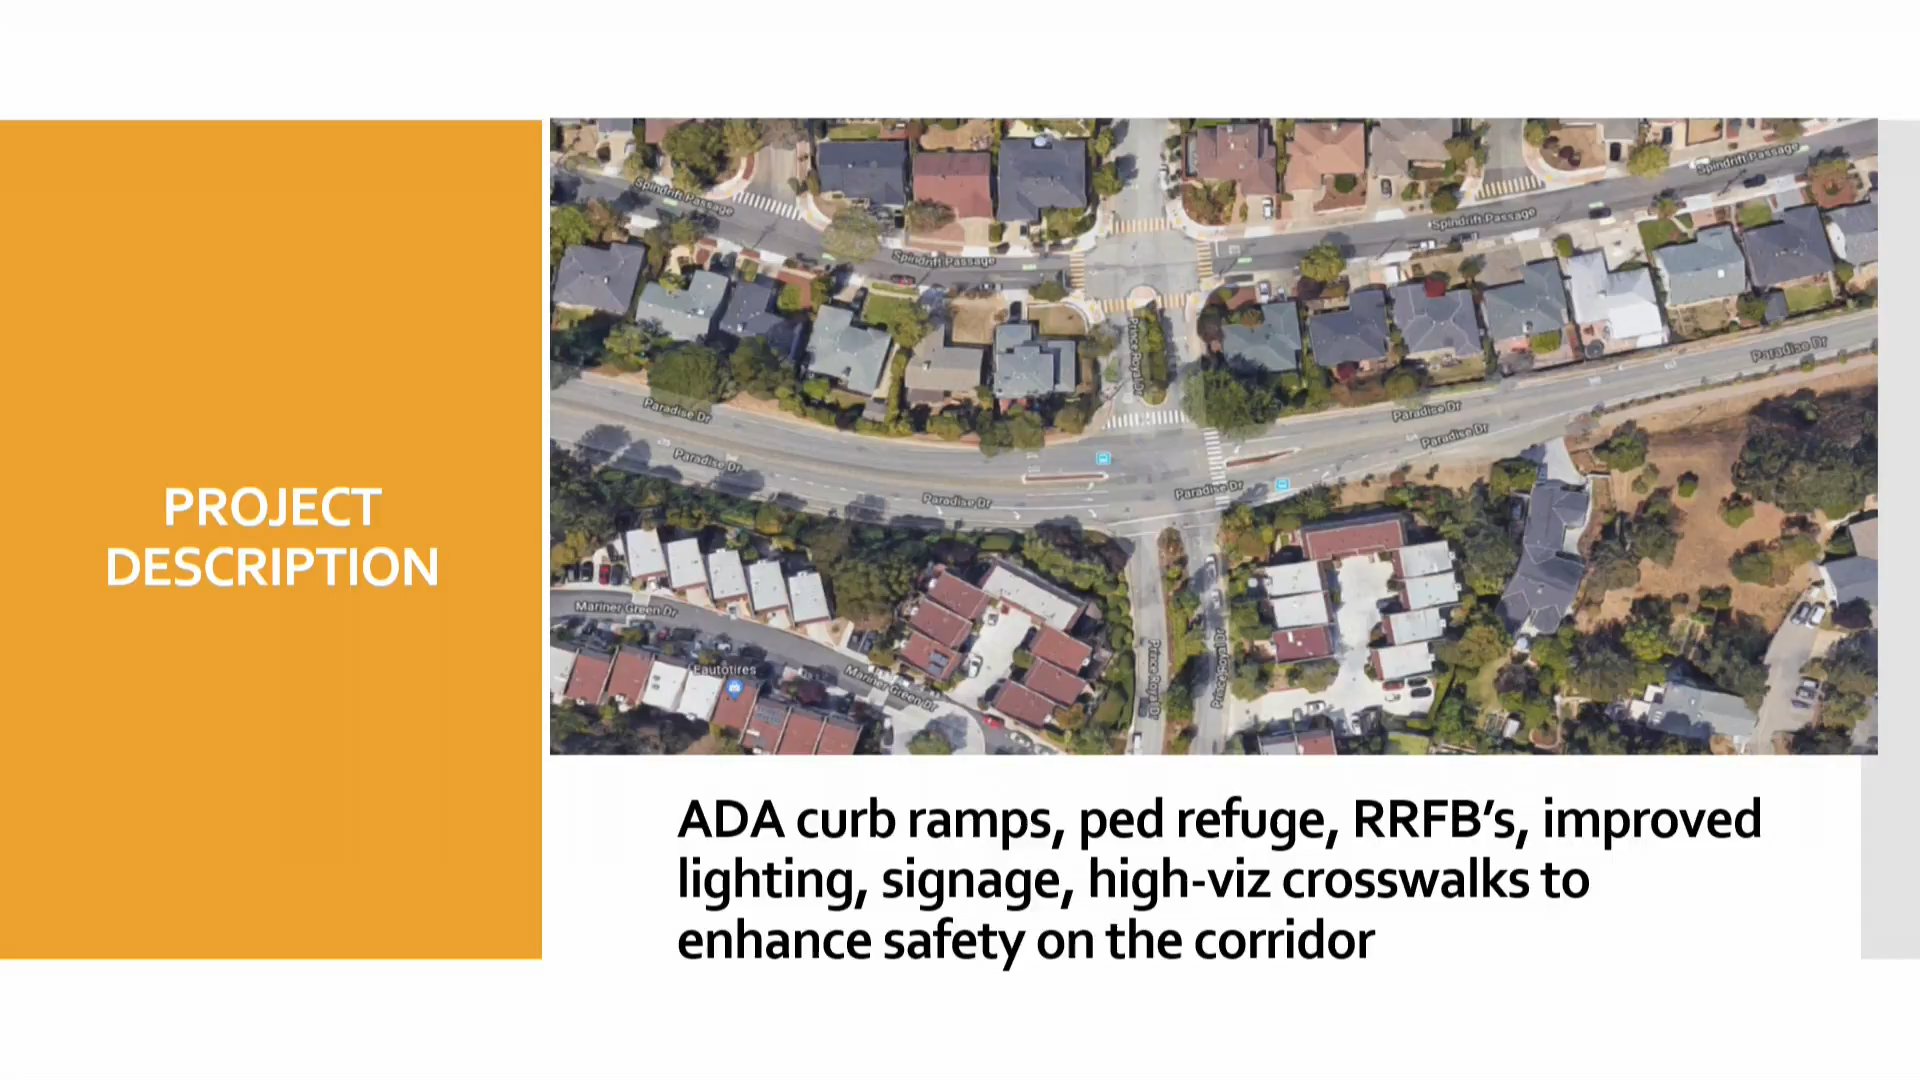 PROJECT
DESCRIPTION
Spindrift Passage
Spindrift Passage
Spindrift Passage
Spindrift Passage
Prince Royal Dr
Paradise Dr
Paradise Dr
Paradise Dr
Paradise Dr
Paradise Dr
Paradise Dr
Paradise Dr
Mariner Green Dr
Eautotires
Mariner Green Dr
Prince Royal Dr
Prince Royal Dr
ADA curb ramps, ped refuge, RRFB’s, improved
lighting, signage, high-viz crosswalks to
enhance safety on the corridor